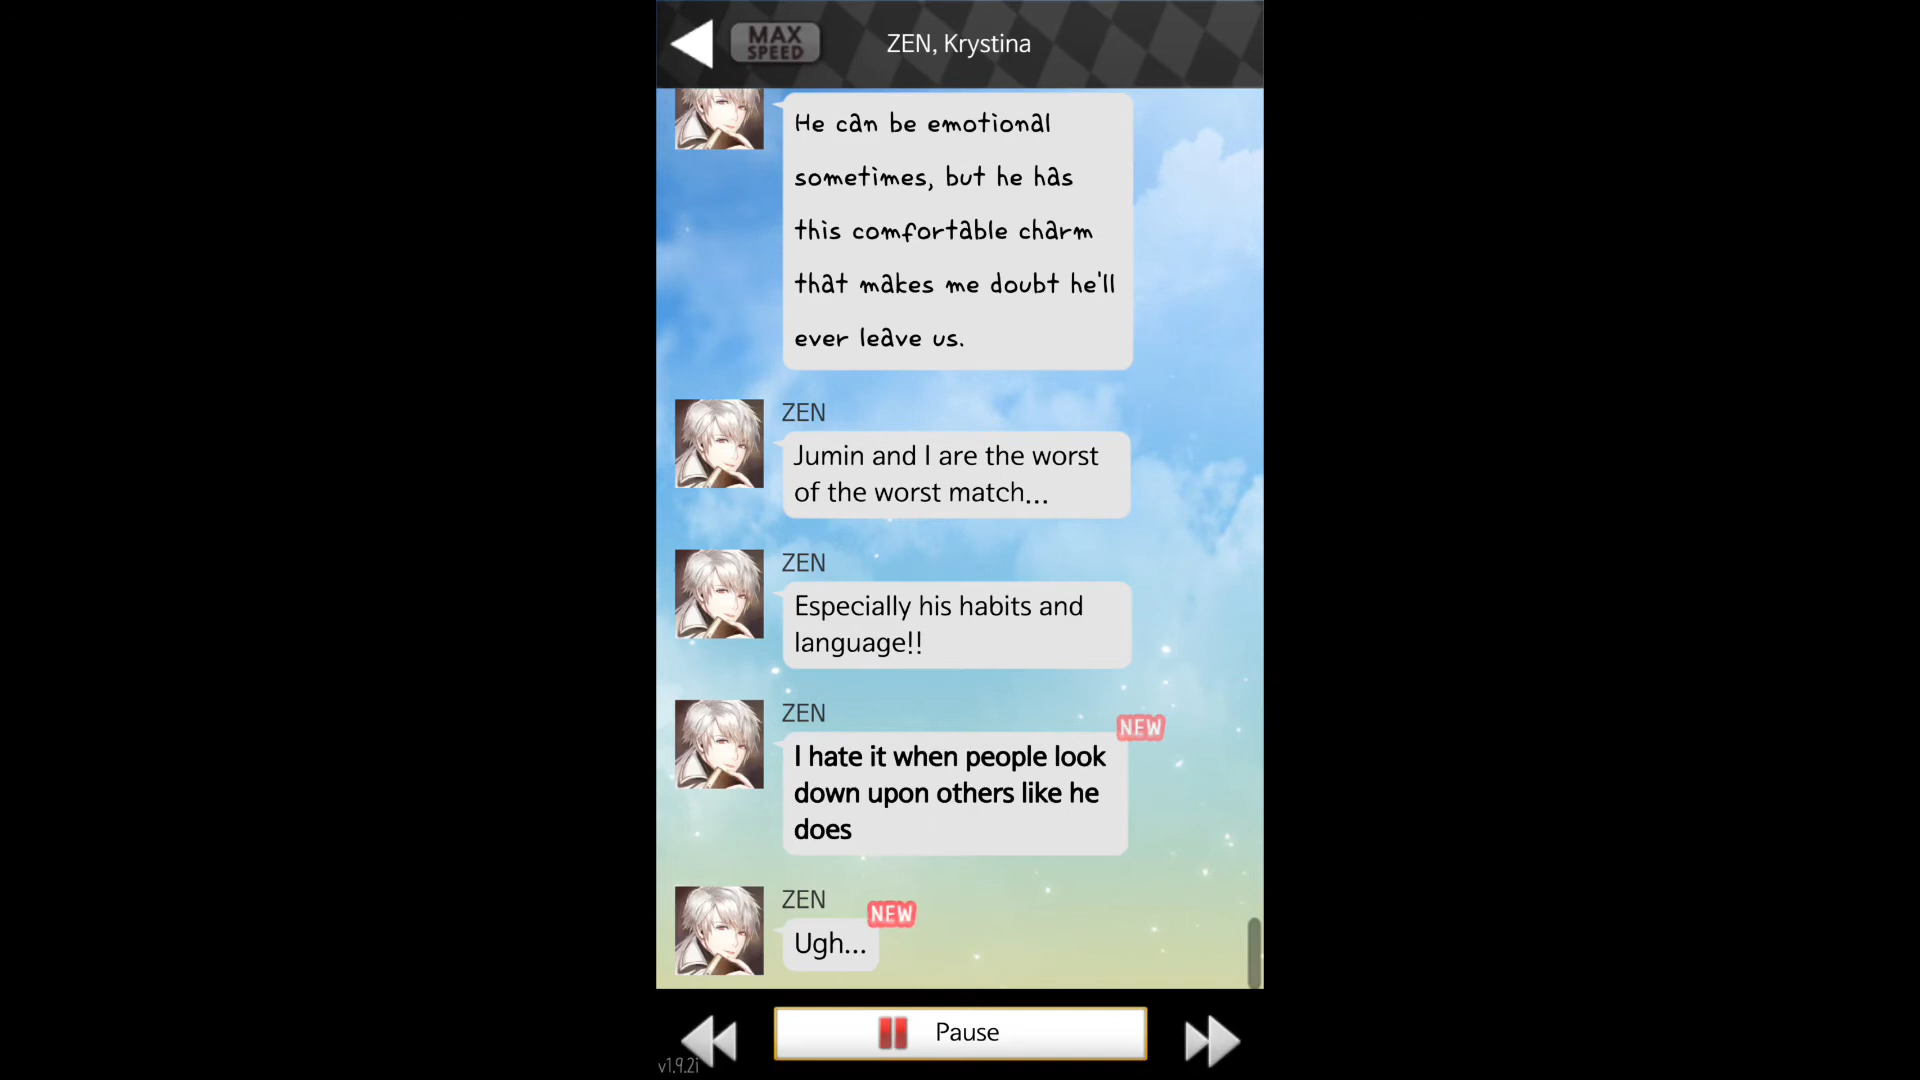 MAX
SPEED
ZEN, Krystina
He can be emotional
sometimes, but he has
this comfortable charm
that makes me doubt he'll
ever leave us.
ZEN
Jumin and I are the worst
of the worst match...
ZEN
Especially his habits and
language!!
ZEN
NEW
I hate it when people look
down upon others like he
does
ZEN
NEW
Ugh...
Pause
v1.9.2i